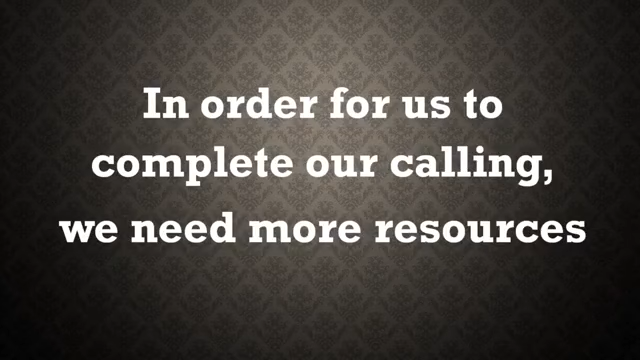 In order for us to
complete our calling,
we need more resources